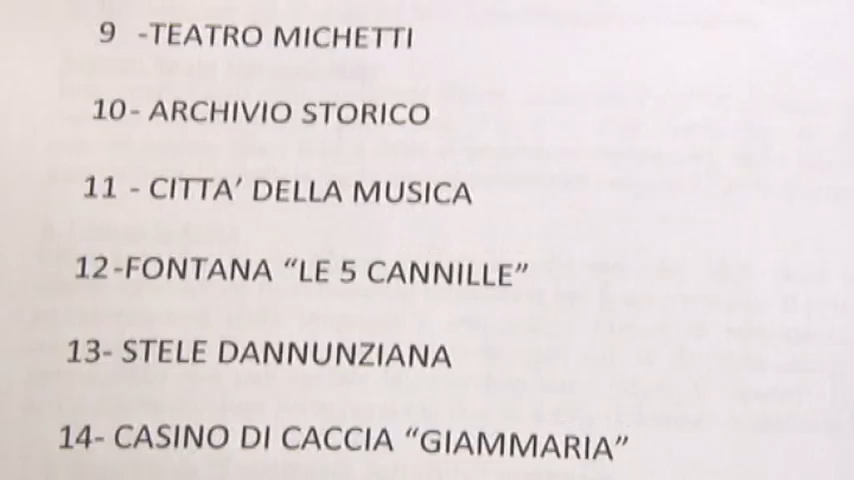 9 -TEATRO MICHETTI
10- ARCHIVIO STORICO
11 - CITTA' DELLA MUSICA
12-FONTANA “LE 5 CANNILLE”
13- STELE DANNUNZIANA
14- CASINO DI CACCIA “GIAMMARIA”